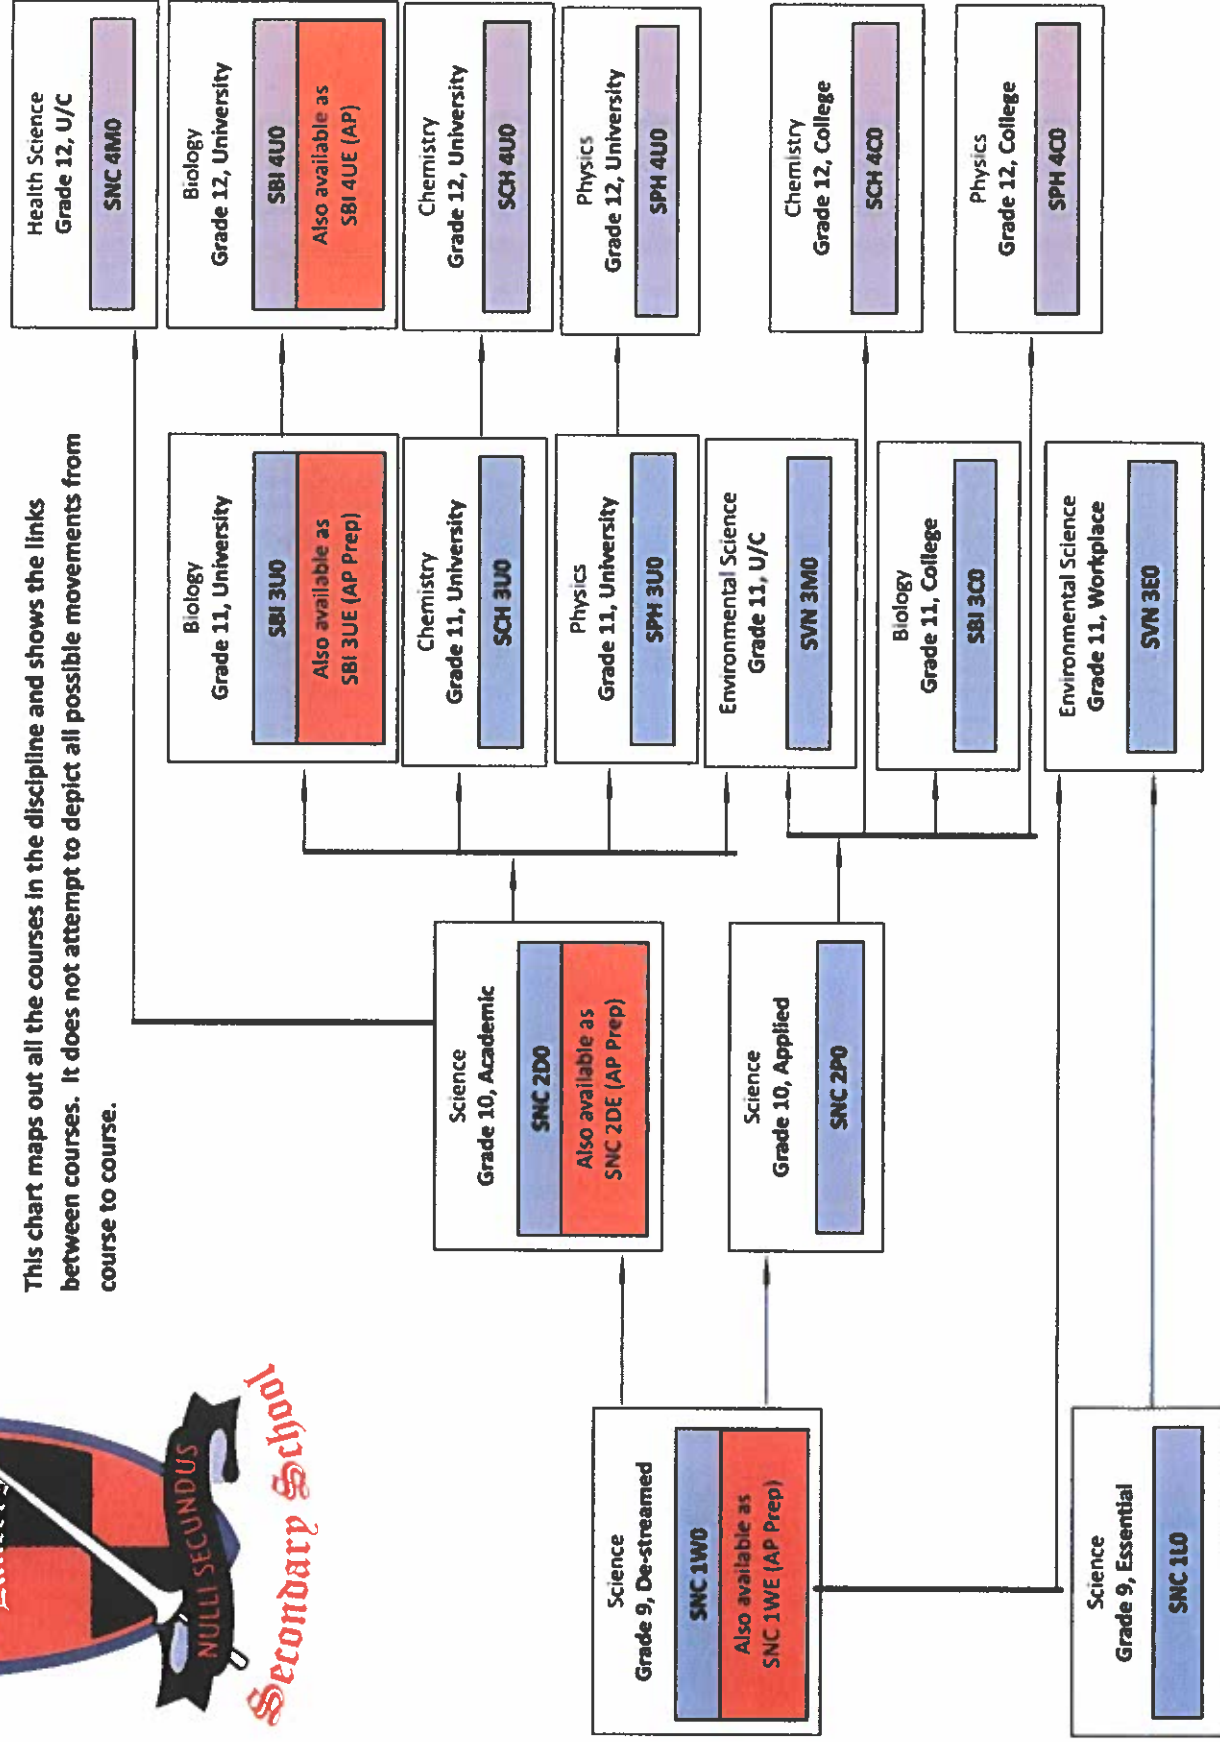 This chart maps out all the courses in the discipline and shows the links
between courses. It does not attempt to depict all possible movements from
course to course.
NULLI SECUNDUS
Secondary School
Science
Grade 9, De-streamed
SNC 1W0
Also available as
SNC 1WE (AP Prep)
Science
Grade 9, Essential
SNC 1L0
Science
Grade 10, Academic
SNC 2D0
Also available as
SNC 2DE (AP Prep)
Science
Grade 10, Applied
SNC 2P0
Biology
Grade 11, University
SBI 3U0
Also available as
SBI 3UE (AP Prep)
Chemistry
Grade 11, University
SCH 3U0
Physics
Grade 11, University
SPH 3U0
Environmental Science
Grade 11, U/C
SVN 3M0
Biology
Grade 11, College
SBI 3C0
Environmental Science
Grade 11, Workplace
SVN 3E0
Health Science
Grade 12, U/C
SNC 4M0
Biology
Grade 12, University
SBI 4U0
Also available as
SBI 4UE (AP)
Chemistry
Grade 12, University
SCH 4U0
Physics
Grade 12, University
SPH 4U0
Chemistry
Grade 12, College
SCH 4C0
Physics
Grade 12, College
SPH 4C0